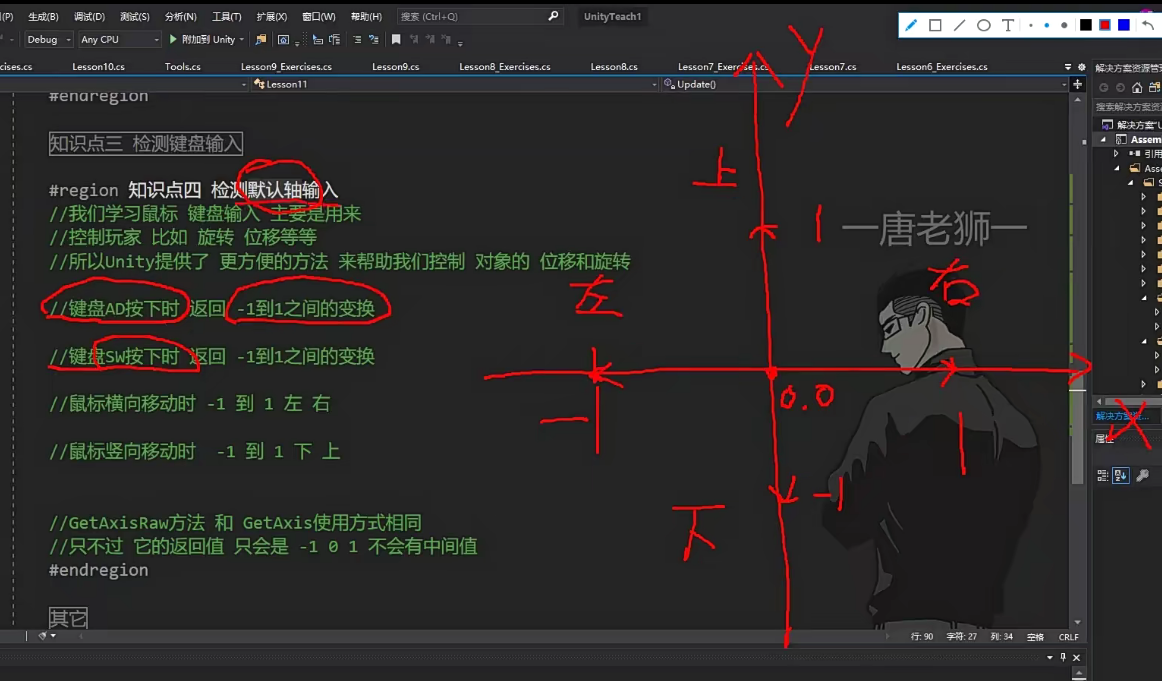 (P) 生成(B) 调试(D) 测试(S) 分析(N) 工具(T) 扩展(X) 窗口(W) 帮助(H) 搜索 (Ctrl+Q) UnityTeach1
Debug Any CPU 附加到 Unity
cises.cs Lesson10.cs Tools.cs Lesson9_Exercises.cs Lesson9.cs Lesson8_Exercises.cs Lesson8.cs Lesson7_Exercises.cs Lesson7.cs Lesson6_Exercises.cs
解决方案资源管
Lesson11 Update()
#endregion
搜索解决方案资
解决方案"U
Assem
引用
Asse
S
知识点三 检测键盘输入
#region 知识点四 检测默认轴输入
//我们学习鼠标 键盘输入 主要是用来
//控制玩家 比如 旋转 位移等等
//所以Unity提供了 更方便的方法 来帮助我们控制 对象的 位移和旋转
//键盘AD按下时 返回 -1到1之间的变换
//键盘SW按下时 返回 -1到1之间的变换
//鼠标横向移动时 -1 到 1 左 右
//鼠标竖向移动时 -1 到 1 下 上
//GetAxisRaw方法 和 GetAxis使用方式相同
//只不过 它的返回值 只会是 -1 0 1 不会有中间值
#endregion
其它
一唐老狮一
Y
上
1
左
右
0.0
-1
1
X
-1
下
解决方案资...
属性
行: 90 字符: 27 列: 34 空格 CRLF